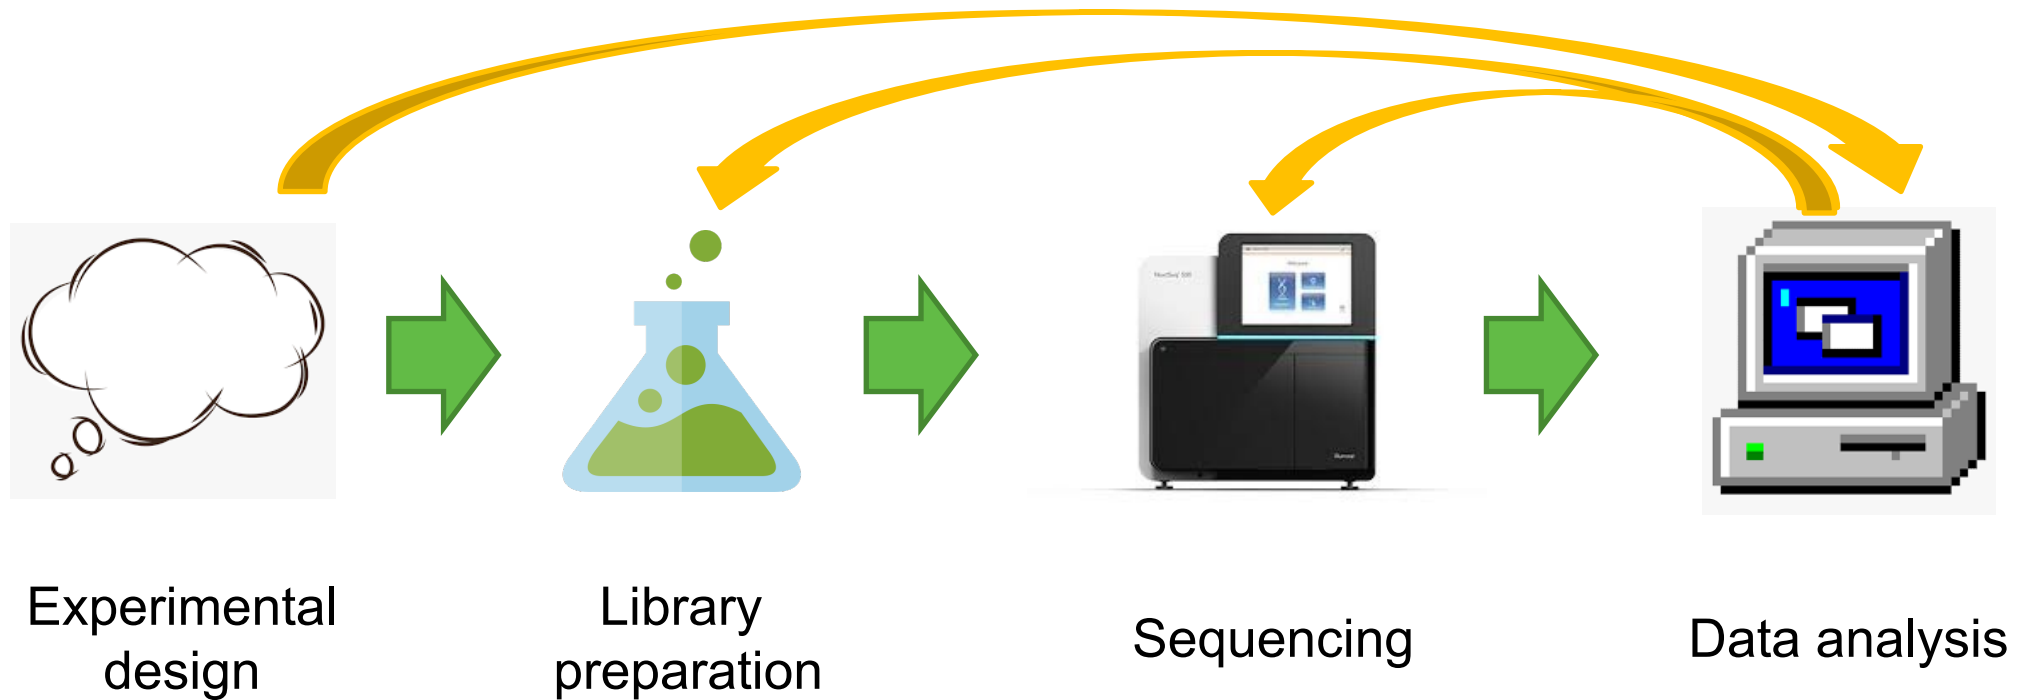 Experimental
design
Library
preparation
Sequencing
Data analysis